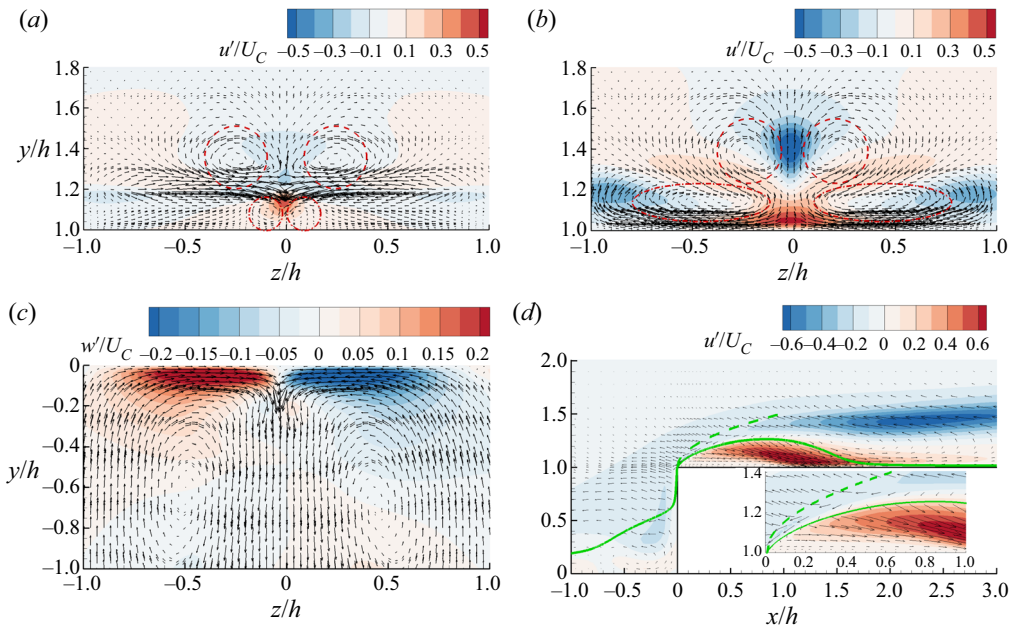 (a)
u′/U_C
−0.5 −0.3 −0.1 0.1 0.3 0.5
y/h
1.8
1.6
1.4
1.2
1.0
−1.0 −0.5 0 0.5 1.0
z/h
(b)
u′/U_C
−0.5 −0.3 −0.1 0.1 0.3 0.5
1.8
1.6
1.4
1.2
1.0
−1.0 −0.5 0 0.5 1.0
z/h
(c)
w′/U_C
−0.2 −0.15 −0.1 −0.05 0 0.05 0.1 0.15 0.2
y/h
0
−0.2
−0.4
−0.6
−0.8
−1.0
−1.0 −0.5 0 0.5 1.0
z/h
(d)
u′/U_C
−0.6 −0.4 −0.2 0 0.2 0.4 0.6
2.0
1.5
1.0
0.5
0
−1.0 −0.5 0 0.5 1.0 1.5 2.0 2.5 3.0
x/h
1.4
1.2
1.0
0 0.2 0.4 0.6 0.8 1.0